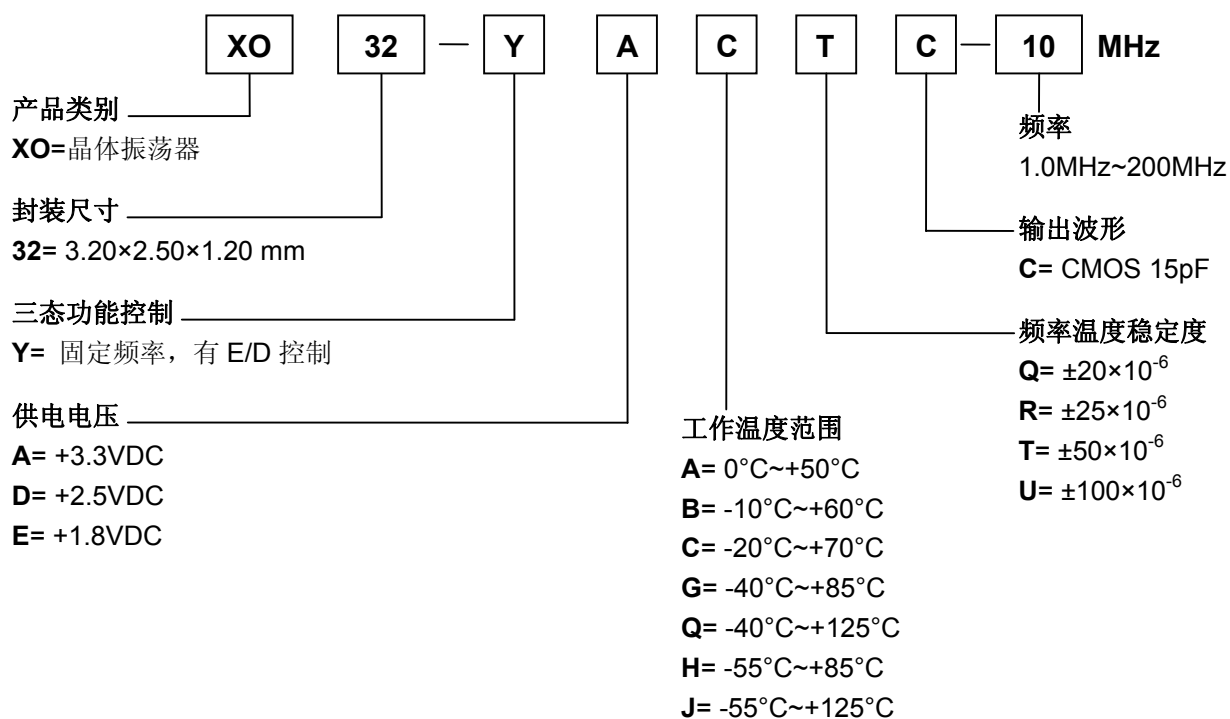 XO 32 — Y A C T C — 10 MHz
产品类别
XO=晶体振荡器
封装尺寸
32= 3.20×2.50×1.20 mm
三态功能控制
Y= 固定频率，有 E/D 控制
供电电压
A= +3.3VDC
D= +2.5VDC
E= +1.8VDC
工作温度范围
A= 0°C~+50°C
B= -10°C~+60°C
C= -20°C~+70°C
G= -40°C~+85°C
Q= -40°C~+125°C
H= -55°C~+85°C
J= -55°C~+125°C
频率
1.0MHz~200MHz
输出波形
C= CMOS 15pF
频率温度稳定度
Q= ±20×10⁻⁶
R= ±25×10⁻⁶
T= ±50×10⁻⁶
U= ±100×10⁻⁶